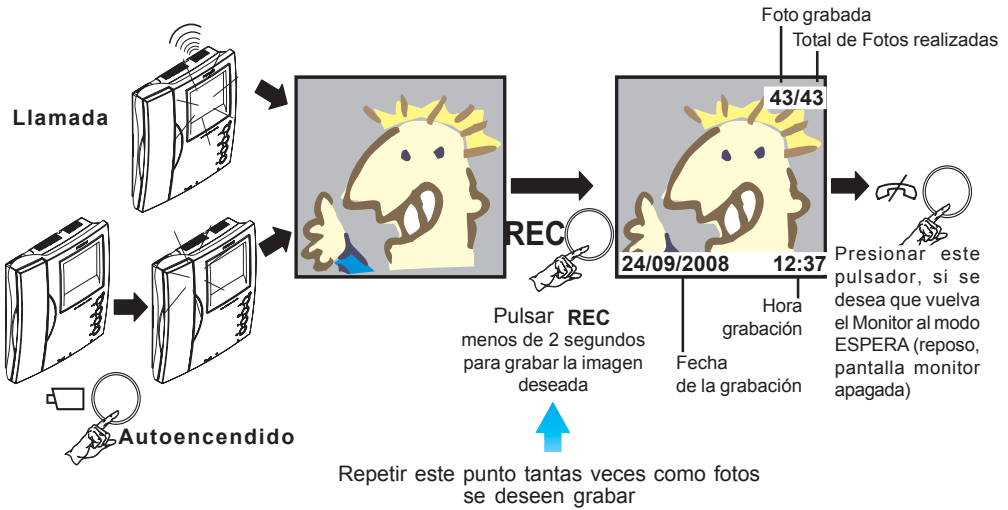 Foto grabada
Total de Fotos realizadas
Llamada
43/43
REC
24/09/2008 12:37
Pulsar REC
menos de 2 segundos
para grabar la imagen
deseada
Hora
grabación
Fecha
de la grabación
Presionar este
pulsador, si se
desea que vuelva
el Monitor al modo
ESPERA (reposo,
pantalla monitor
apagada)
Autoencendido
Repetir este punto tantas veces como fotos
se deseen grabar